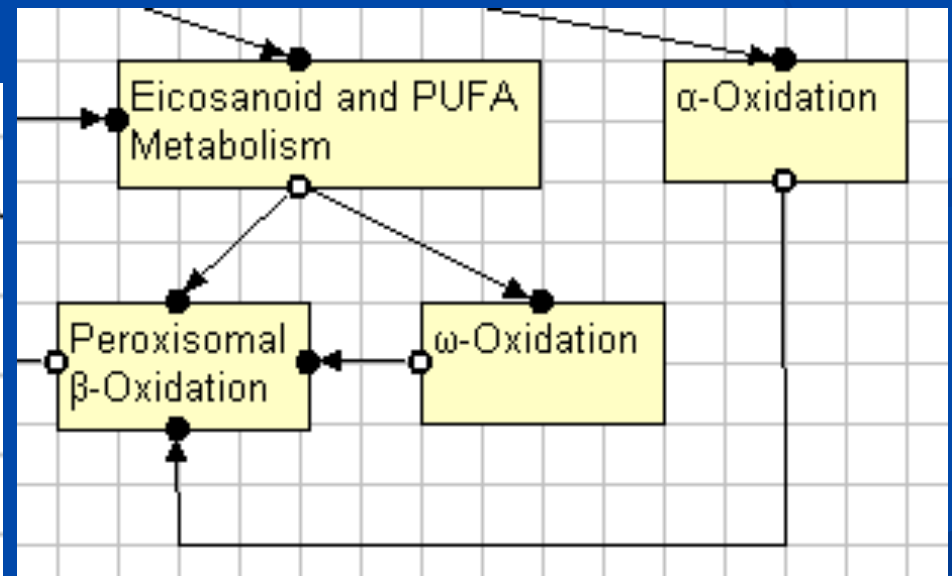 Eicosanoid and PUFA
Metabolism
α-Oxidation
Peroxisomal
β-Oxidation
ω-Oxidation